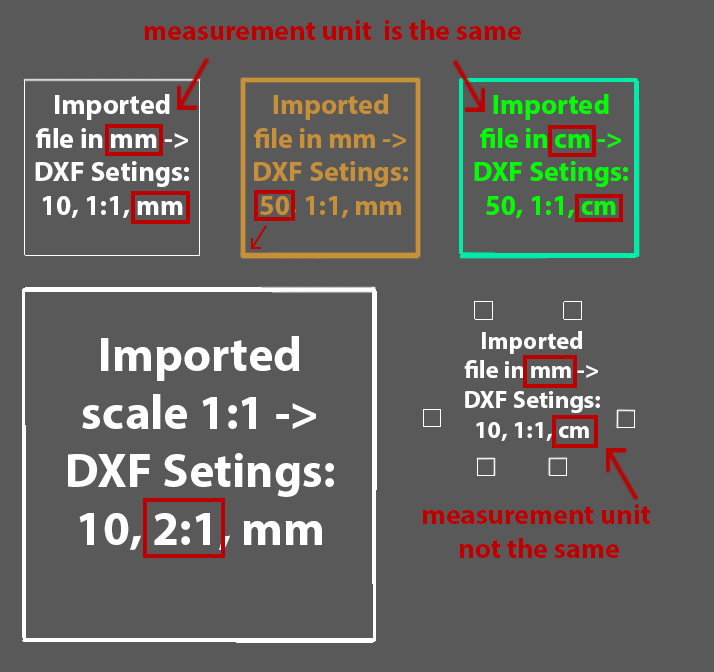 measurement unit is the same
Imported
file in mm ->
DXF Setings:
10, 1:1, mm
Imported
file in mm ->
DXF Setings:
50, 1:1, mm
Imported
file in cm ->
DXF Setings:
50, 1:1, cm
Imported
scale 1:1 ->
DXF Setings:
10, 2:1, mm
Imported
file in mm ->
DXF Setings:
10, 1:1, cm
measurement unit
not the same